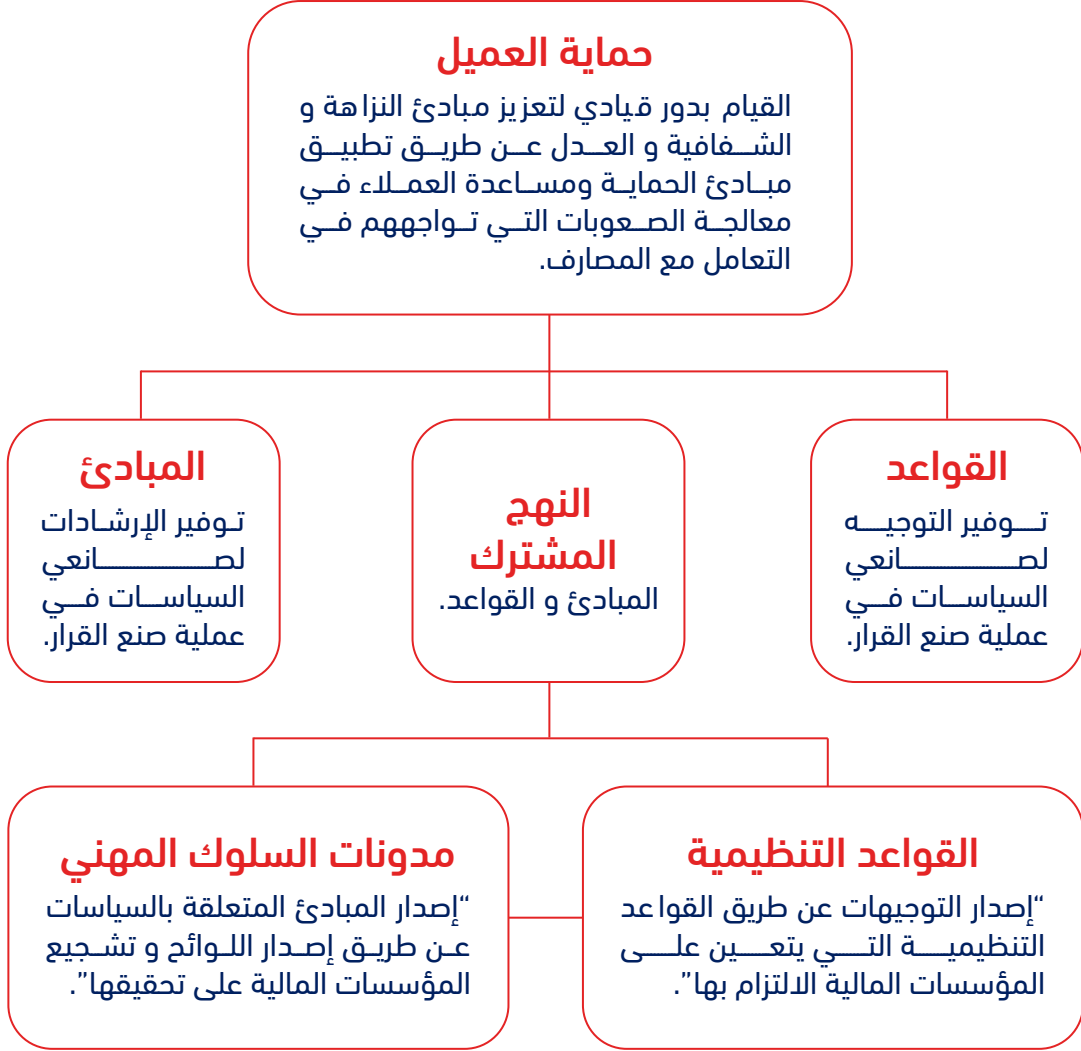 حماية العميل
القيام بدور قيادي لتعزيز مبادئ النزاهة و
الشفافية و العدل عن طريق تطبيق
مبادئ الحماية ومساعدة العملاء في
معالجة الصعوبات التي تواجههم في
التعامل مع المصارف.
القواعد
توفير التوجيه
لصانعي
السياسات في
عملية صنع القرار.
النهج
المشترك
المبادئ و القواعد.
المبادئ
توفير الإرشادات
لصانعي
السياسات في
عملية صنع القرار.
القواعد التنظيمية
“إصدار التوجيهات عن طريق القواعد
التنظيمية التي يتعين على
المؤسسات المالية الالتزام بها”.
مدونات السلوك المهني
“إصدار المبادئ المتعلقة بالسياسات
عن طريق إصدار اللوائح و تشجيع
المؤسسات المالية على تحقيقها”.